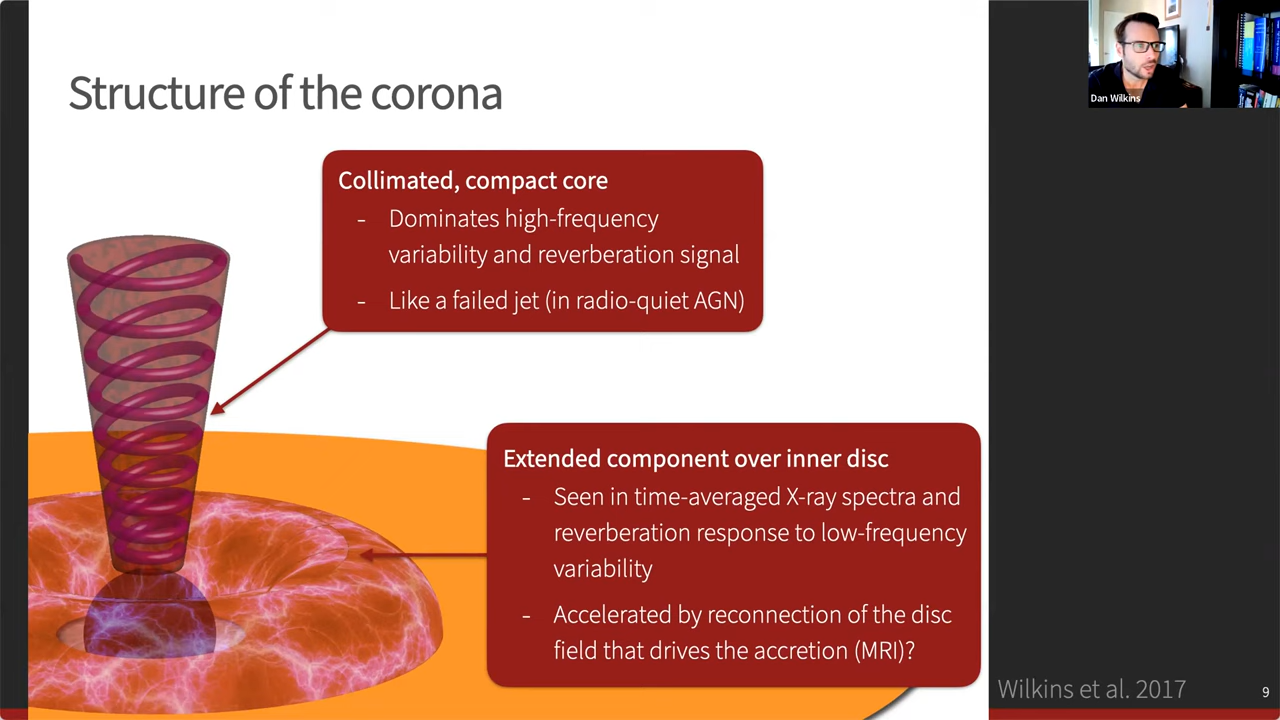 Structure of the corona
Dan Wilkins
Collimated, compact core
- Dominates high-frequency
variability and reverberation signal
- Like a failed jet (in radio-quiet AGN)
Extended component over inner disc
- Seen in time-averaged X-ray spectra and
reverberation response to low-frequency
variability
- Accelerated by reconnection of the disc
field that drives the accretion (MRI)?
Wilkins et al. 2017
9